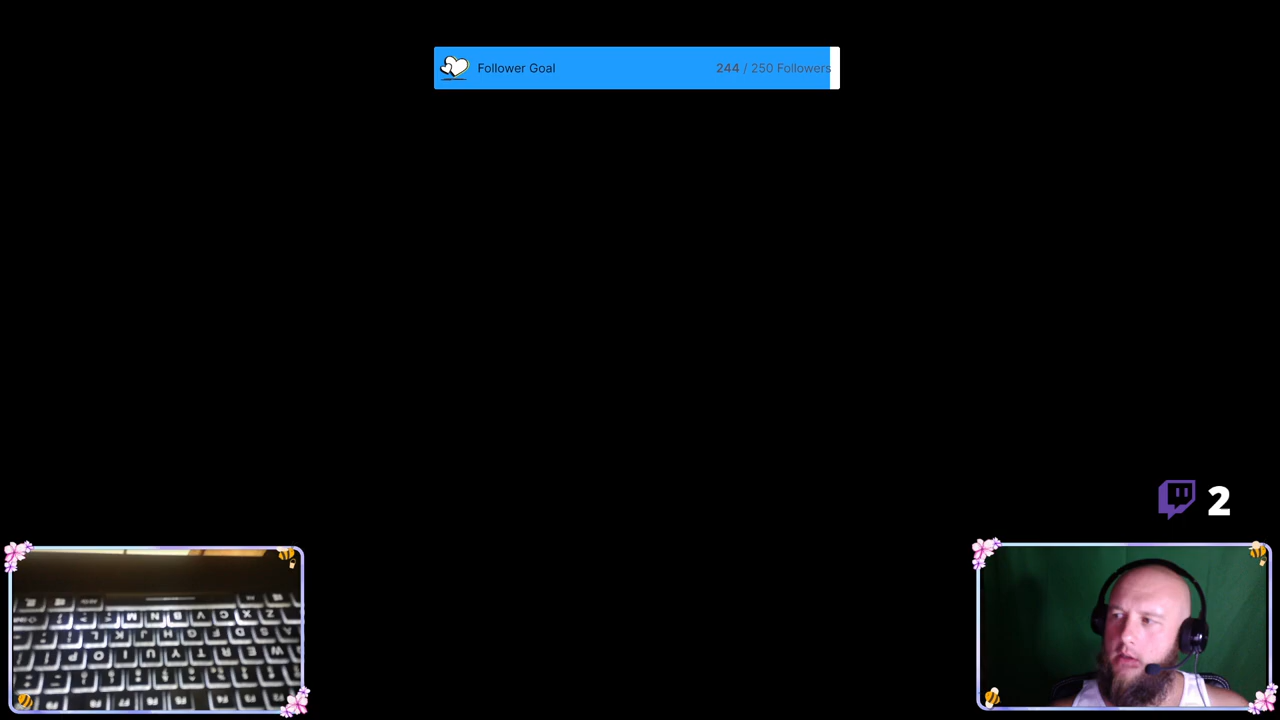 Follower Goal
244 / 250 Followers
2
Z X C V B N M
A S D F G H J K L
W E R T Y U I O P